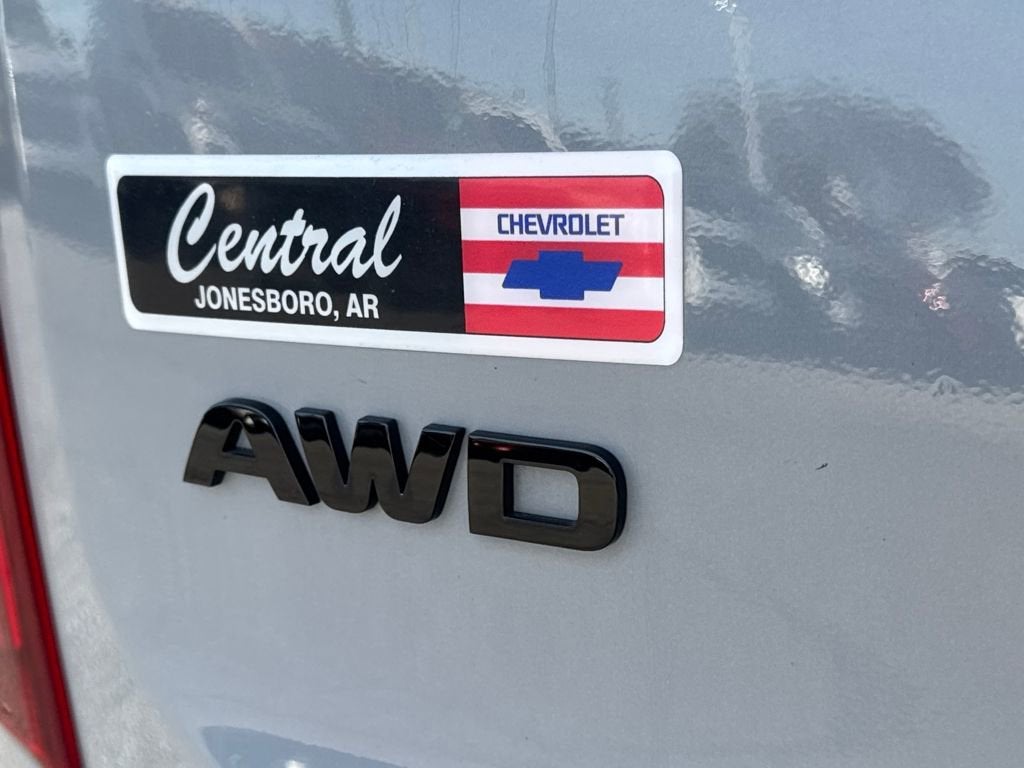 Central
JONESBORO, AR
CHEVROLET
AWD